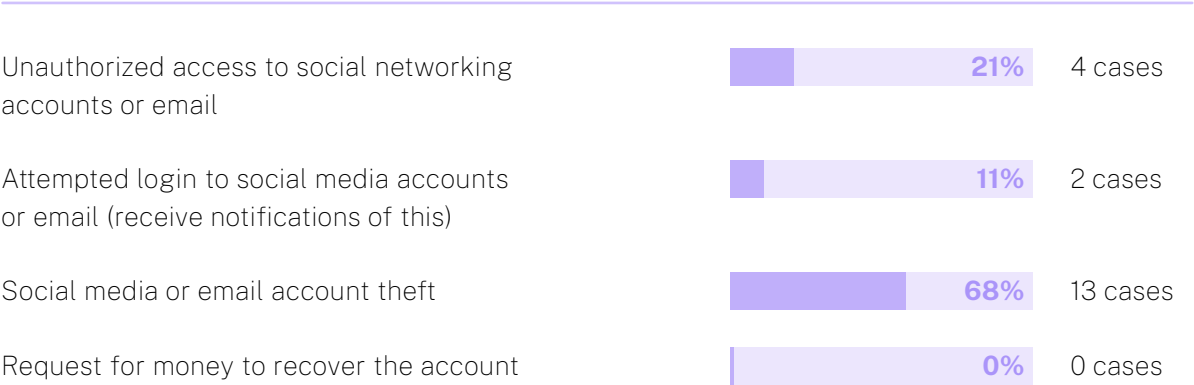 Unauthorized access to social networking
accounts or email
21%
4 cases
Attempted login to social media accounts
or email (receive notifications of this)
11%
2 cases
Social media or email account theft
68%
13 cases
Request for money to recover the account
0%
0 cases